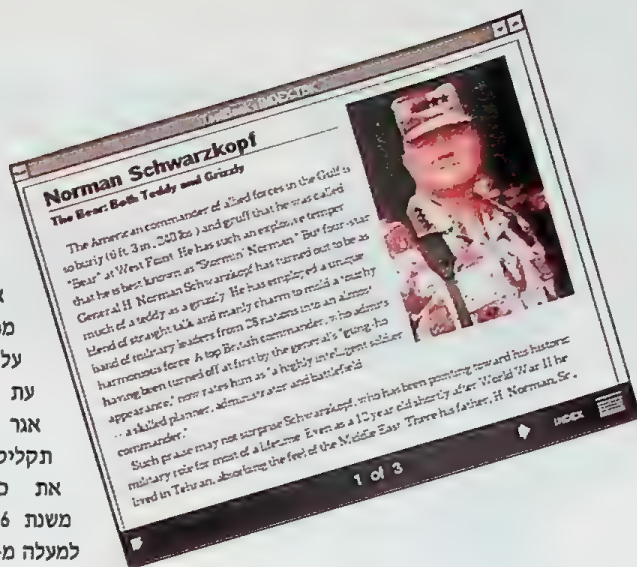 Norman Schwarzkopf
The Bear: Both Teddy and Grizzly
The American commander of allied forces in the Gulf is
so burly (6 ft. 3 in., 240 lbs.) and gruff that he was called
"Bear" at West Point. He has such an explosive temper
that he is best known as "Stormin' Norman." But four-star
General H. Norman Schwarzkopf has turned out to be as
much of a teddy as a grizzly. He has employed a unique
blend of straight talk and manly charm to mold a touchy
band of military leaders from 28 nations into an almost
harmonious force. A top British commander, who admits
having been turned off at first by the general's "gung-ho
appearance," now rates him as "a highly intelligent soldier
... a skilled planner, administrator and battlefield
commander."
Such praise may not surprise Schwarzkopf, who has been pointing toward his historic
military role for most of a lifetime. Even as a 12 year old shortly after World War II he
lived in Tehran, absorbing the feel of the Middle East. There his father, H. Norman, Sr.,
1 of 3
INDEX
על
עת
אגר
תקליט
את
משנת 6
למעלה מ-